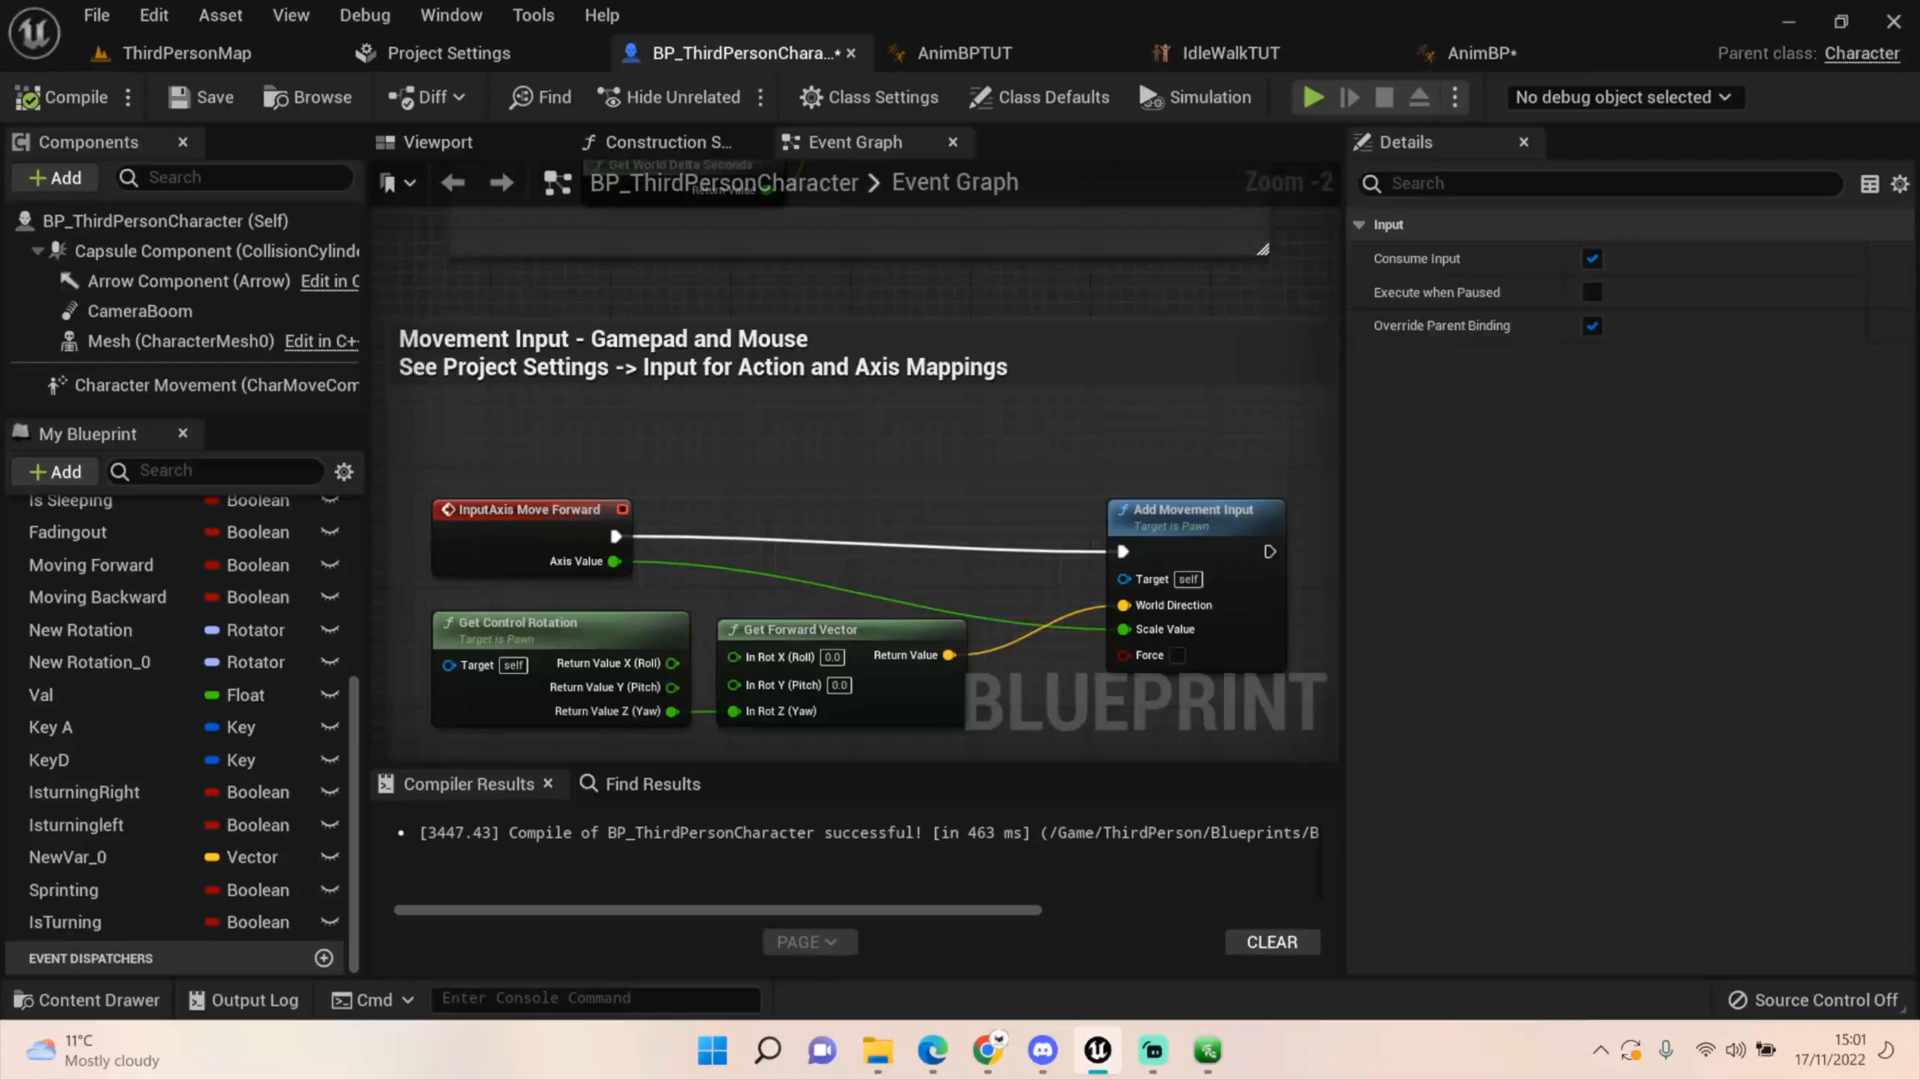 File Edit Asset View Debug Window Tools Help
ThirdPersonMap Project Settings BP_ThirdPersonChara...• AnimBPTUT IdleWalkTUT AnimBP* Parent class: Character
Compile Save Browse Diff Find Hide Unrelated Class Settings Class Defaults Simulation No debug object selected
Components
Add Search
BP_ThirdPersonCharacter (Self)
Capsule Component (CollisionCylinde
Arrow Component (Arrow) Edit in C
CameraBoom
Mesh (CharacterMesh0) Edit in C+
Character Movement (CharMoveCom
My Blueprint
Add Search
Is Sleeping Boolean
Fadingout Boolean
Moving Forward Boolean
Moving Backward Boolean
New Rotation Rotator
New Rotation_0 Rotator
Val Float
Key A Key
KeyD Key
IsturningRight Boolean
Isturningleft Boolean
NewVar_0 Vector
Sprinting Boolean
IsTurning Boolean
EVENT DISPATCHERS
Viewport Construction S... Event Graph
Get World Delta Seconds
Return Value
BP_ThirdPersonCharacter > Event Graph Zoom -2
Movement Input - Gamepad and Mouse
See Project Settings -> Input for Action and Axis Mappings
InputAxis Move Forward
Axis Value
Get Control Rotation
Target is Pawn
Target self Return Value X (Roll)
Return Value Y (Pitch)
Return Value Z (Yaw)
Get Forward Vector
In Rot X (Roll) 0.0 Return Value
In Rot Y (Pitch) 0.0
In Rot Z (Yaw)
Add Movement Input
Target is Pawn
Target self
World Direction
Scale Value
Force
BLUEPRINT
Compiler Results Find Results
• [3447.43] Compile of BP_ThirdPersonCharacter successful! [in 463 ms] (/Game/ThirdPerson/Blueprints/B
PAGE CLEAR
Details
Search
Input
Consume Input
Execute when Paused
Override Parent Binding
Content Drawer Output Log Cmd Enter Console Command Source Control Off
11°C
Mostly cloudy
15:01
17/11/2022